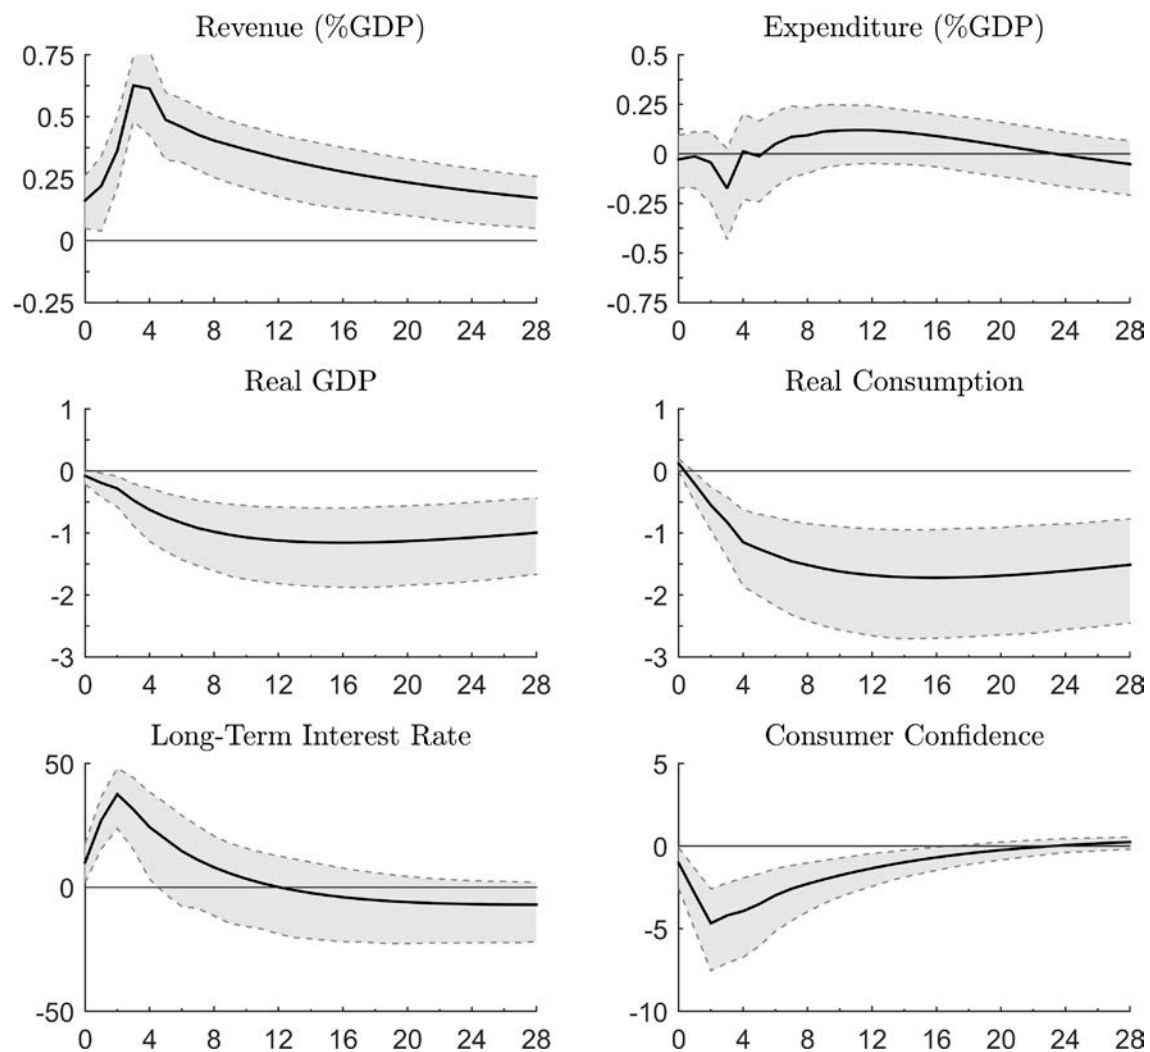 Revenue (%GDP)
0.75
0.5
0.25
0
-0.25
0 4 8 12 16 20 24 28
Expenditure (%GDP)
0.5
0.25
0
-0.25
-0.5
-0.75
0 4 8 12 16 20 24 28
Real GDP
1
0
-1
-2
-3
0 4 8 12 16 20 24 28
Real Consumption
1
0
-1
-2
-3
0 4 8 12 16 20 24 28
Long-Term Interest Rate
50
0
-50
0 4 8 12 16 20 24 28
Consumer Confidence
5
0
-5
-10
0 4 8 12 16 20 24 28